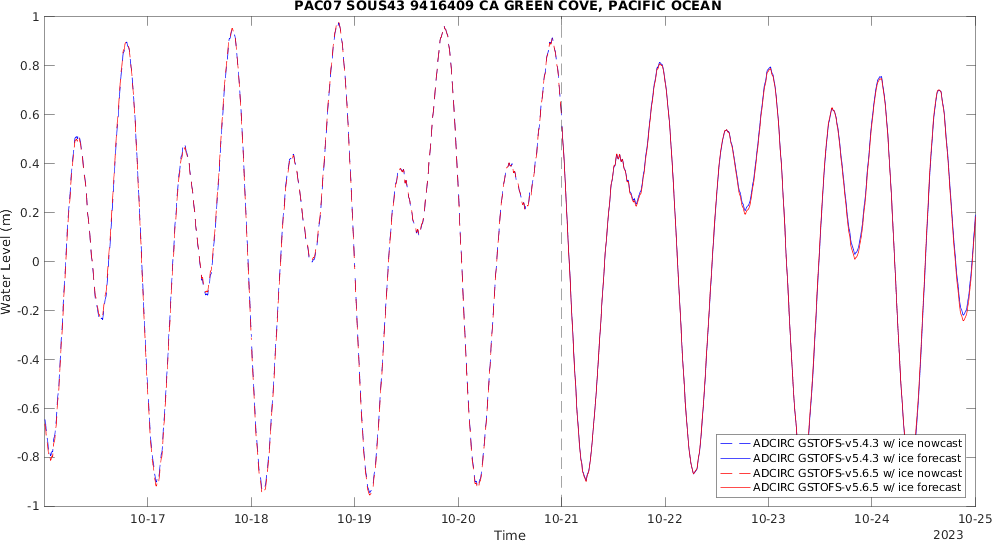 PAC07 SOUS43 9416409 CA GREEN COVE, PACIFIC OCEAN
1
0.8
0.6
0.4
0.2
0
-0.2
-0.4
-0.6
-0.8
-1
Water Level (m)
ADCIRC GSTOFS-v5.4.3 w/ ice nowcast
ADCIRC GSTOFS-v5.4.3 w/ ice forecast
ADCIRC GSTOFS-v5.6.5 w/ ice nowcast
ADCIRC GSTOFS-v5.6.5 w/ ice forecast
10-17 10-18 10-19 10-20 10-21 10-22 10-23 10-24 10-25
Time
2023